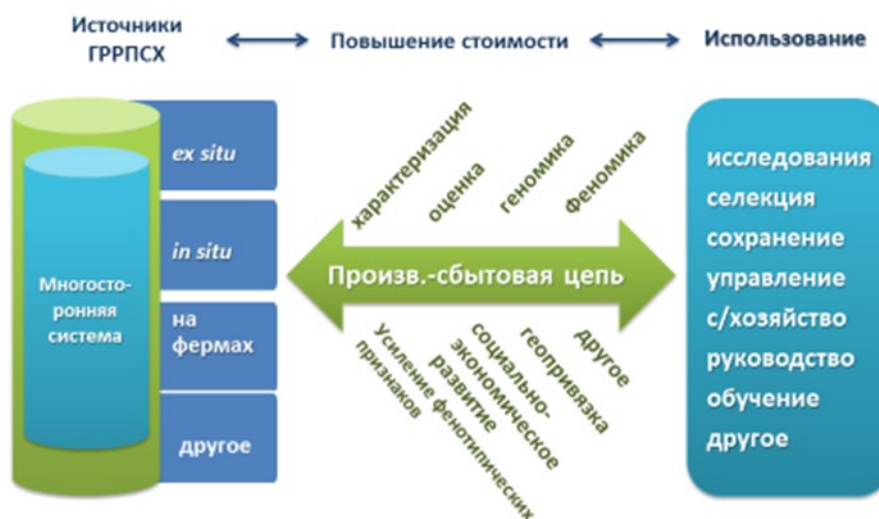 Источники
ГРРПСХ
Повышение стоимости
Использование
ex situ
in situ
на
фермах
другое
Многосто-
ронняя
система
характеризация
оценка
геномика
феномика
Произв.-сбытовая цепь
Усиление фенотипических
признаков
социально-
экономическое
развитие
геопривязка
другое
исследования
селекция
сохранение
управление
с/хозяйство
руководство
обучение
другое